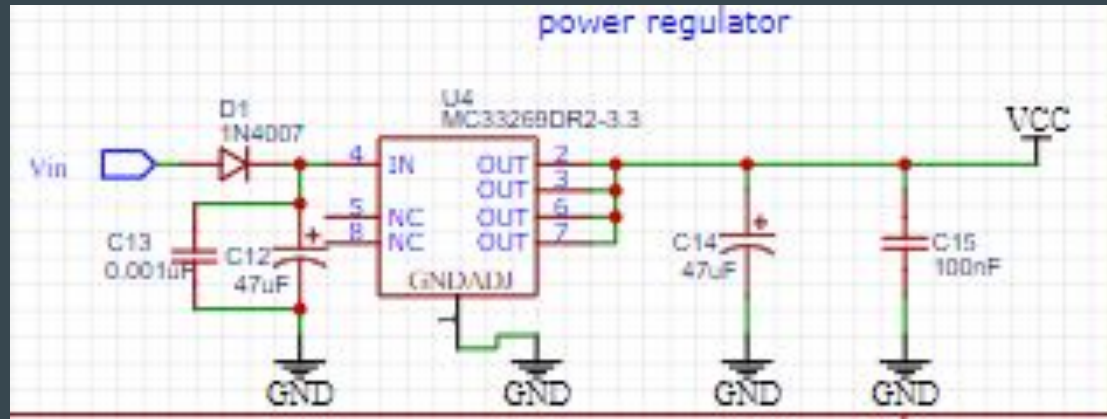 power regulator
D1
1N4007
U4
MC33269DR2-3.3
VCC
Vin
4
IN
OUT
2
OUT
3
5
NC
OUT
6
8
NC
OUT
7
C13
0.001uF
C12
47uF
GNDADJ
C14
47uF
C15
100nF
GND
GND
GND
GND